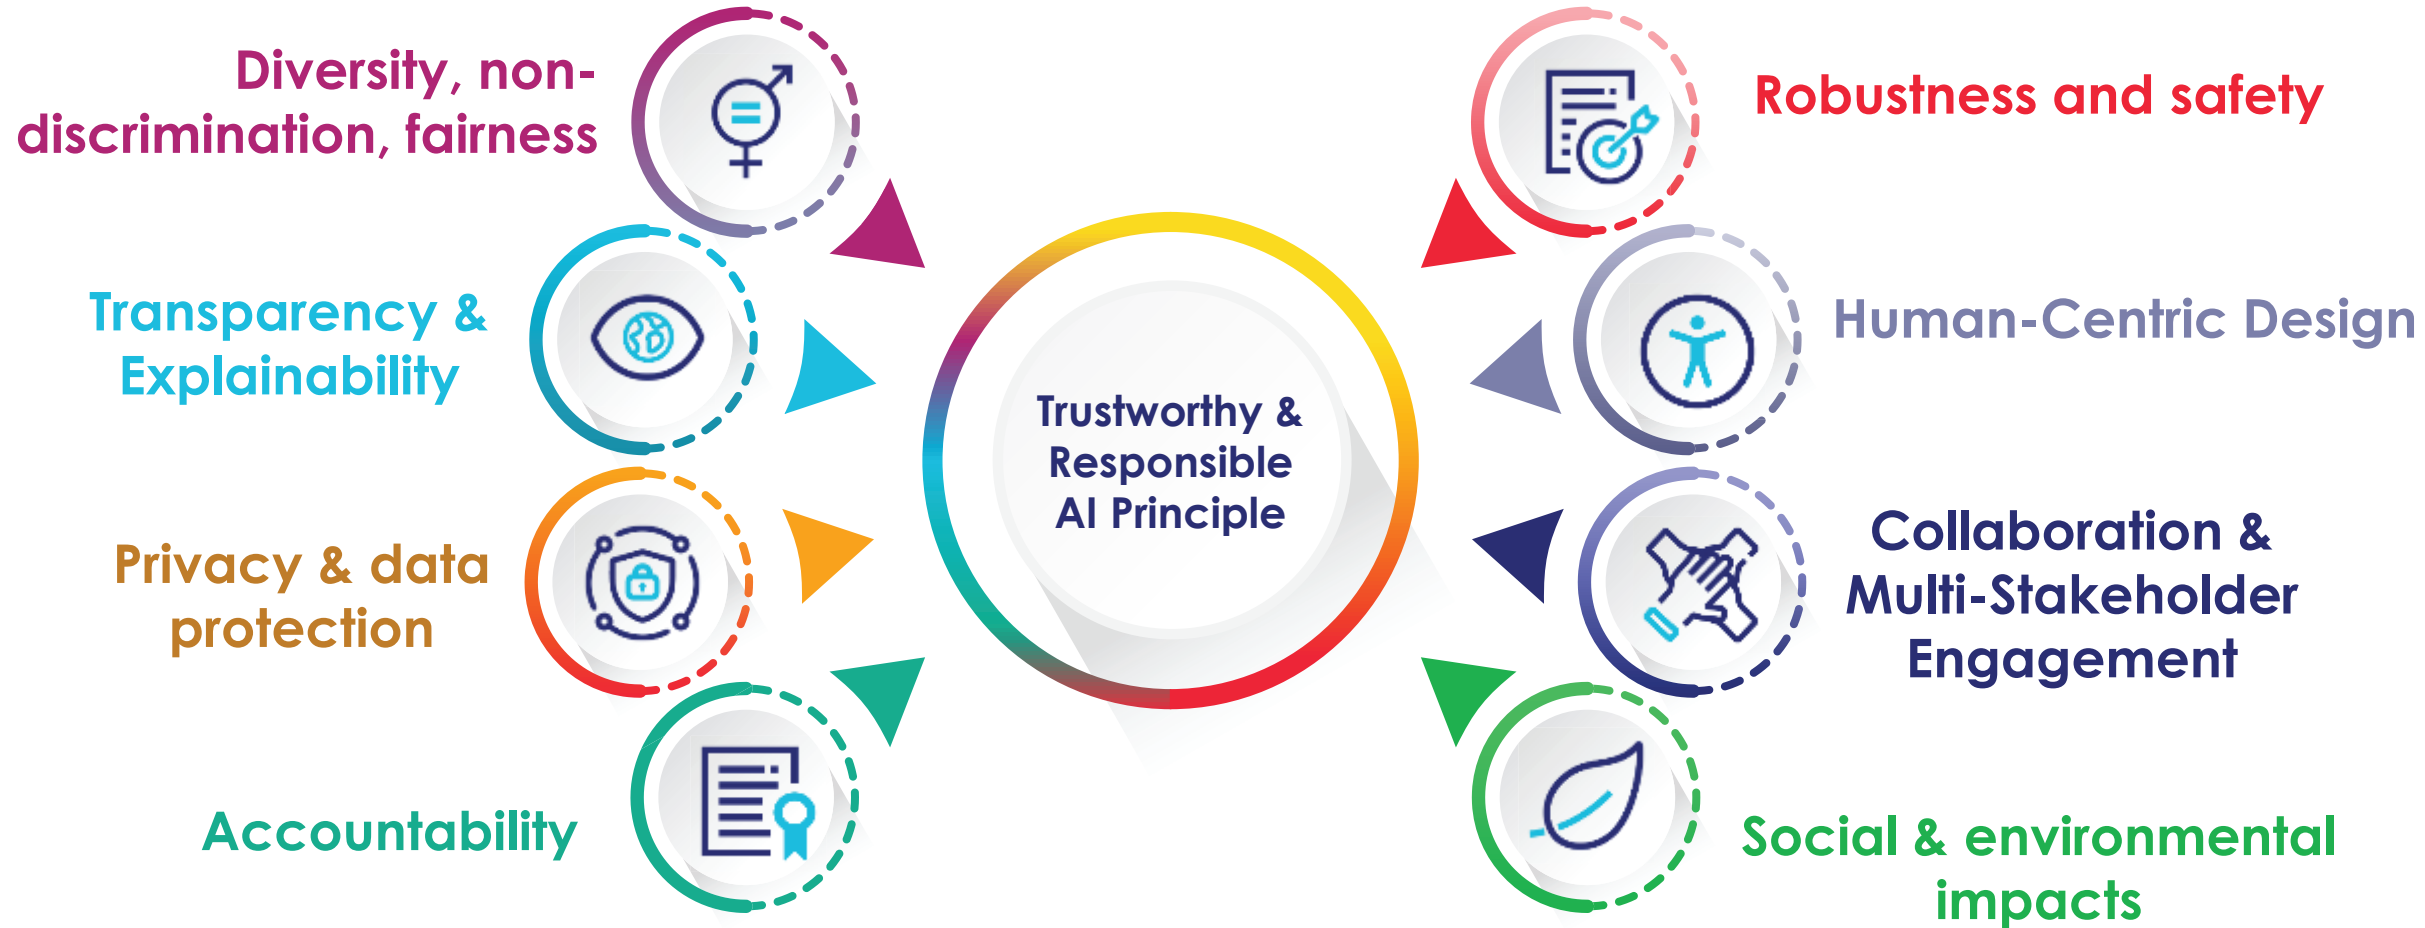 Diversity, non-
discrimination, fairness
Transparency &
Explainability
Privacy & data
protection
Accountability
Trustworthy &
Responsible
AI Principle
Robustness and safety
Human-Centric Design
Collaboration &
Multi-Stakeholder
Engagement
Social & environmental
impacts